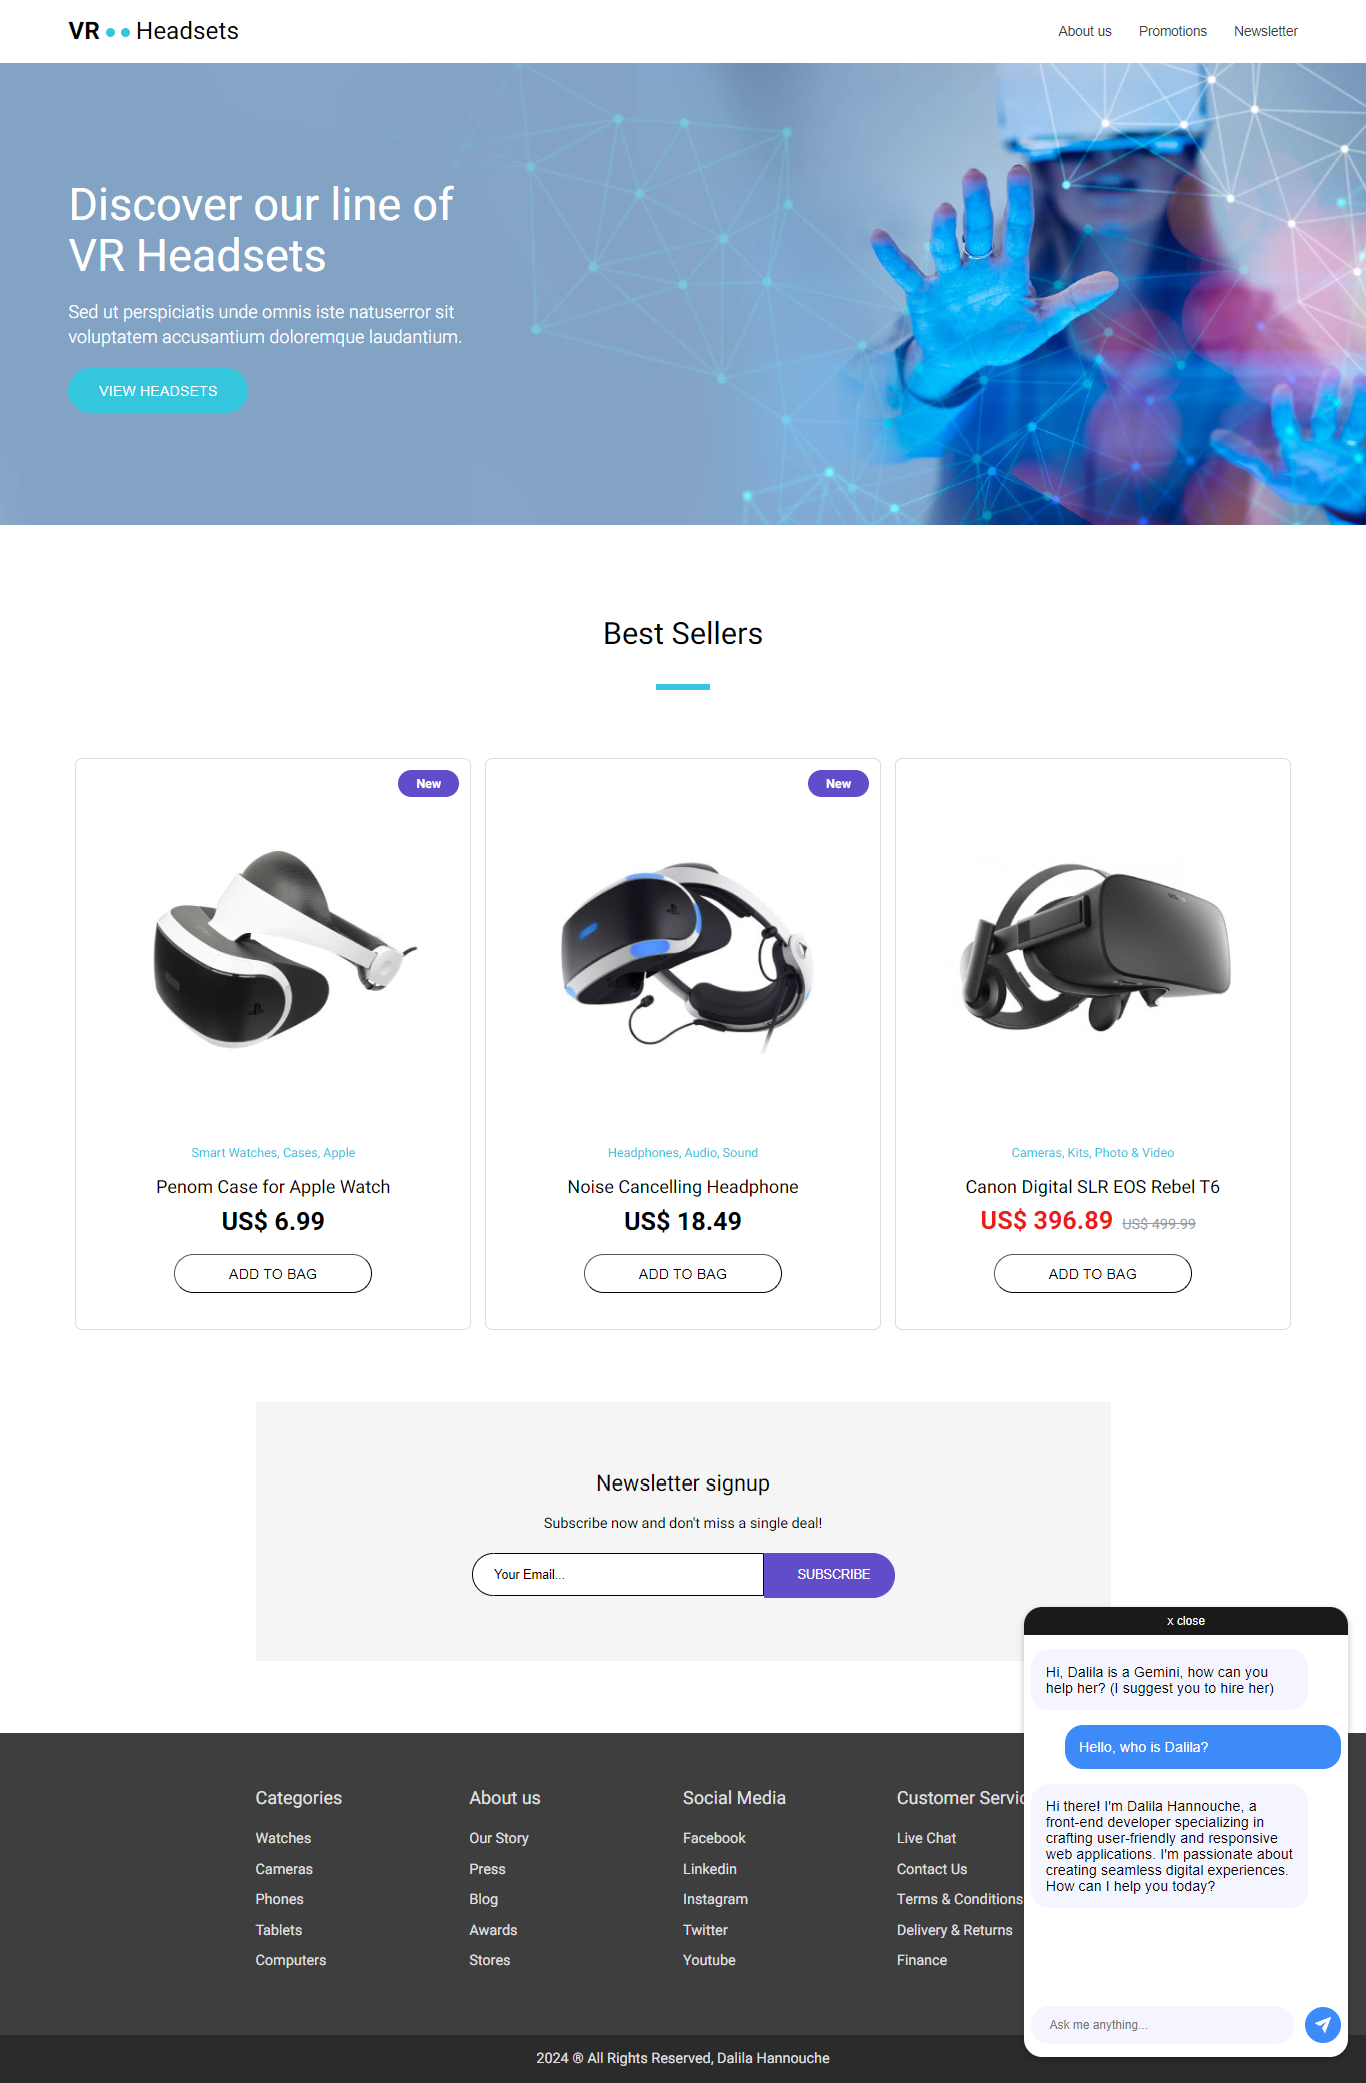 VR Headsets
About us
Promotions
Newsletter
Discover our line of
VR Headsets
Sed ut perspiciatis unde omnis iste natuserror sit
voluptatem accusantium doloremque laudantium.
VIEW HEADSETS
Best Sellers
New
Smart Watches, Cases, Apple
Penom Case for Apple Watch
US$ 6.99
ADD TO BAG
New
Headphones, Audio, Sound
Noise Cancelling Headphone
US$ 18.49
ADD TO BAG
Cameras, Kits, Photo & Video
Canon Digital SLR EOS Rebel T6
US$ 396.89 US$ 499.99
ADD TO BAG
Newsletter signup
Subscribe now and don't miss a single deal!
Your Email...
SUBSCRIBE
Categories
Watches
Cameras
Phones
Tablets
Computers
About us
Our Story
Press
Blog
Awards
Stores
Social Media
Facebook
Linkedin
Instagram
Twitter
Youtube
Customer Servic
Live Chat
Contact Us
Terms & Conditions
Delivery & Returns
Finance
2024 ® All Rights Reserved, Dalila Hannouche
x close
Hi, Dalila is a Gemini, how can you
help her? (I suggest you to hire her)
Hello, who is Dalila?
Hi there! I'm Dalila Hannouche, a
front-end developer specializing in
crafting user-friendly and responsive
web applications. I'm passionate about
creating seamless digital experiences.
How can I help you today?
Ask me anything...